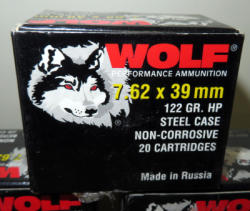 WOLF®
PERFORMANCE AMMUNITION
7.62 x 39 mm
122 GR. HP
STEEL CASE
NON-CORROSIVE
20 CARTRIDGES
Made in Russia